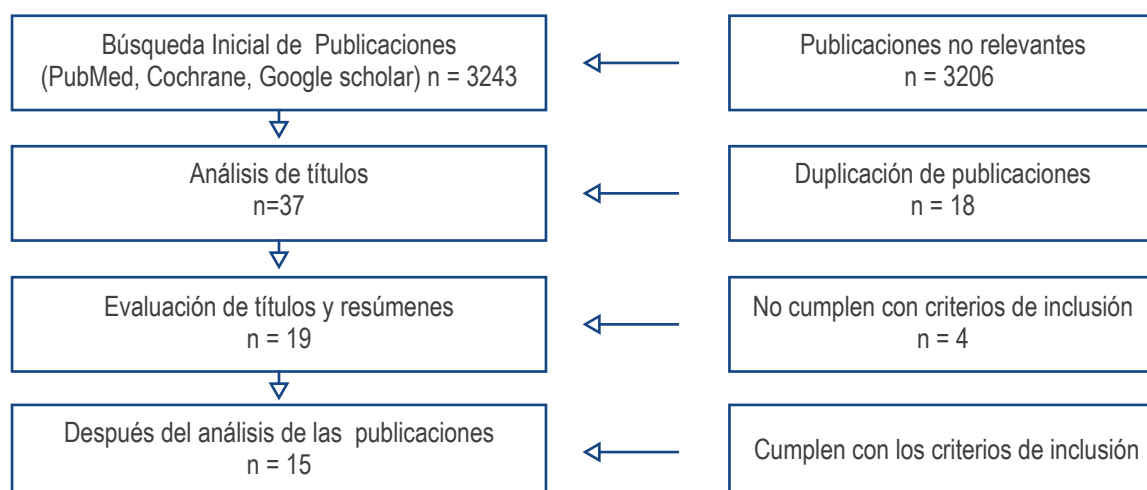 Búsqueda Inicial de Publicaciones
(PubMed, Cochrane, Google scholar) n = 3243
Publicaciones no relevantes
n = 3206
Análisis de títulos
n=37
Duplicación de publicaciones
n = 18
Evaluación de títulos y resúmenes
n = 19
No cumplen con criterios de inclusión
n = 4
Después del análisis de las publicaciones
n = 15
Cumplen con los criterios de inclusión